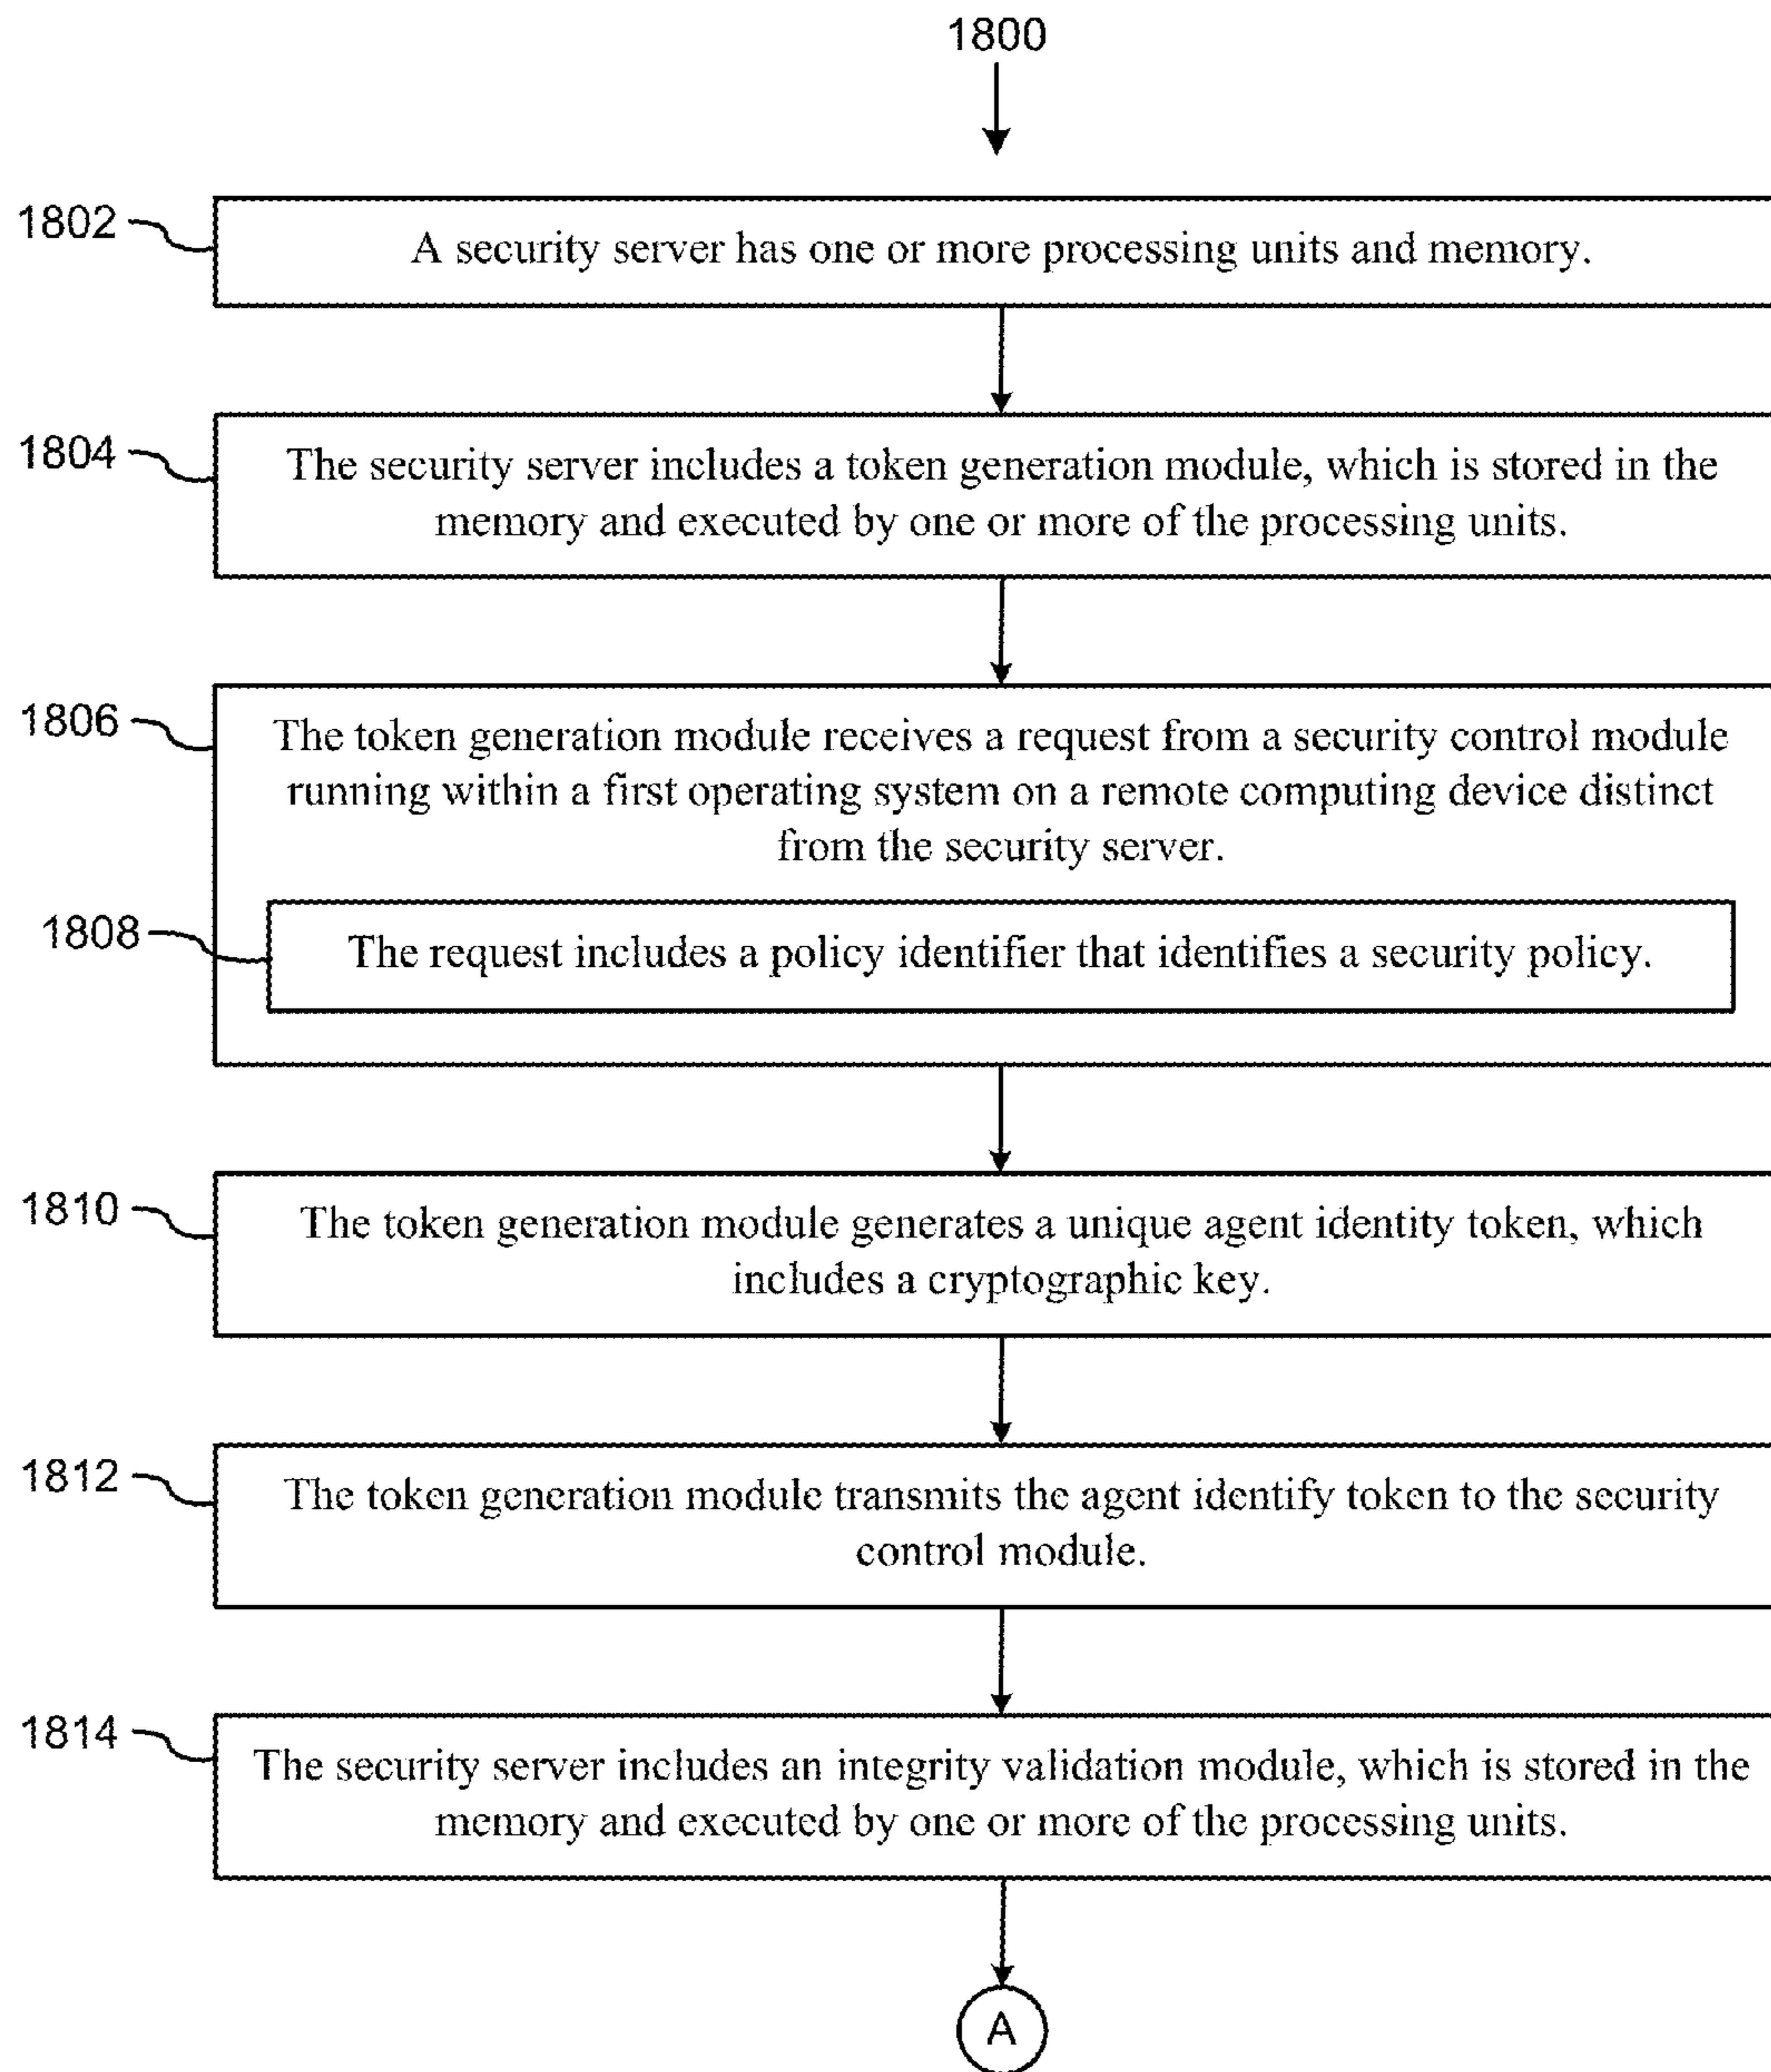 1800
1802
A security server has one or more processing units and memory.
1804
The security server includes a token generation module, which is stored in the
memory and executed by one or more of the processing units.
1806
The token generation module receives a request from a security control module
running within a first operating system on a remote computing device distinct
from the security server.
1808
The request includes a policy identifier that identifies a security policy.
1810
The token generation module generates a unique agent identity token, which
includes a cryptographic key.
1812
The token generation module transmits the agent identify token to the security
control module.
1814
The security server includes an integrity validation module, which is stored in the
memory and executed by one or more of the processing units.
A